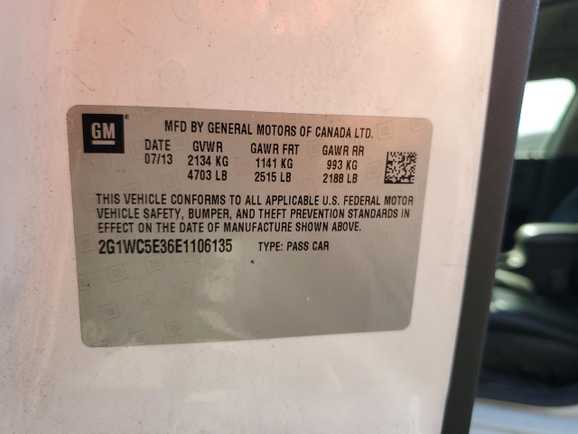 GM MFD BY GENERAL MOTORS OF CANADA LTD.
DATE GVWR GAWR FRT GAWR RR
07/13 2134 KG 1141 KG 993 KG
4703 LB 2515 LB 2188 LB
THIS VEHICLE CONFORMS TO ALL APPLICABLE U.S. FEDERAL MOTOR
VEHICLE SAFETY, BUMPER, AND THEFT PREVENTION STANDARDS IN
EFFECT ON THE DATE OF MANUFACTURE SHOWN ABOVE.
2G1WC5E36E1106135 TYPE: PASS CAR